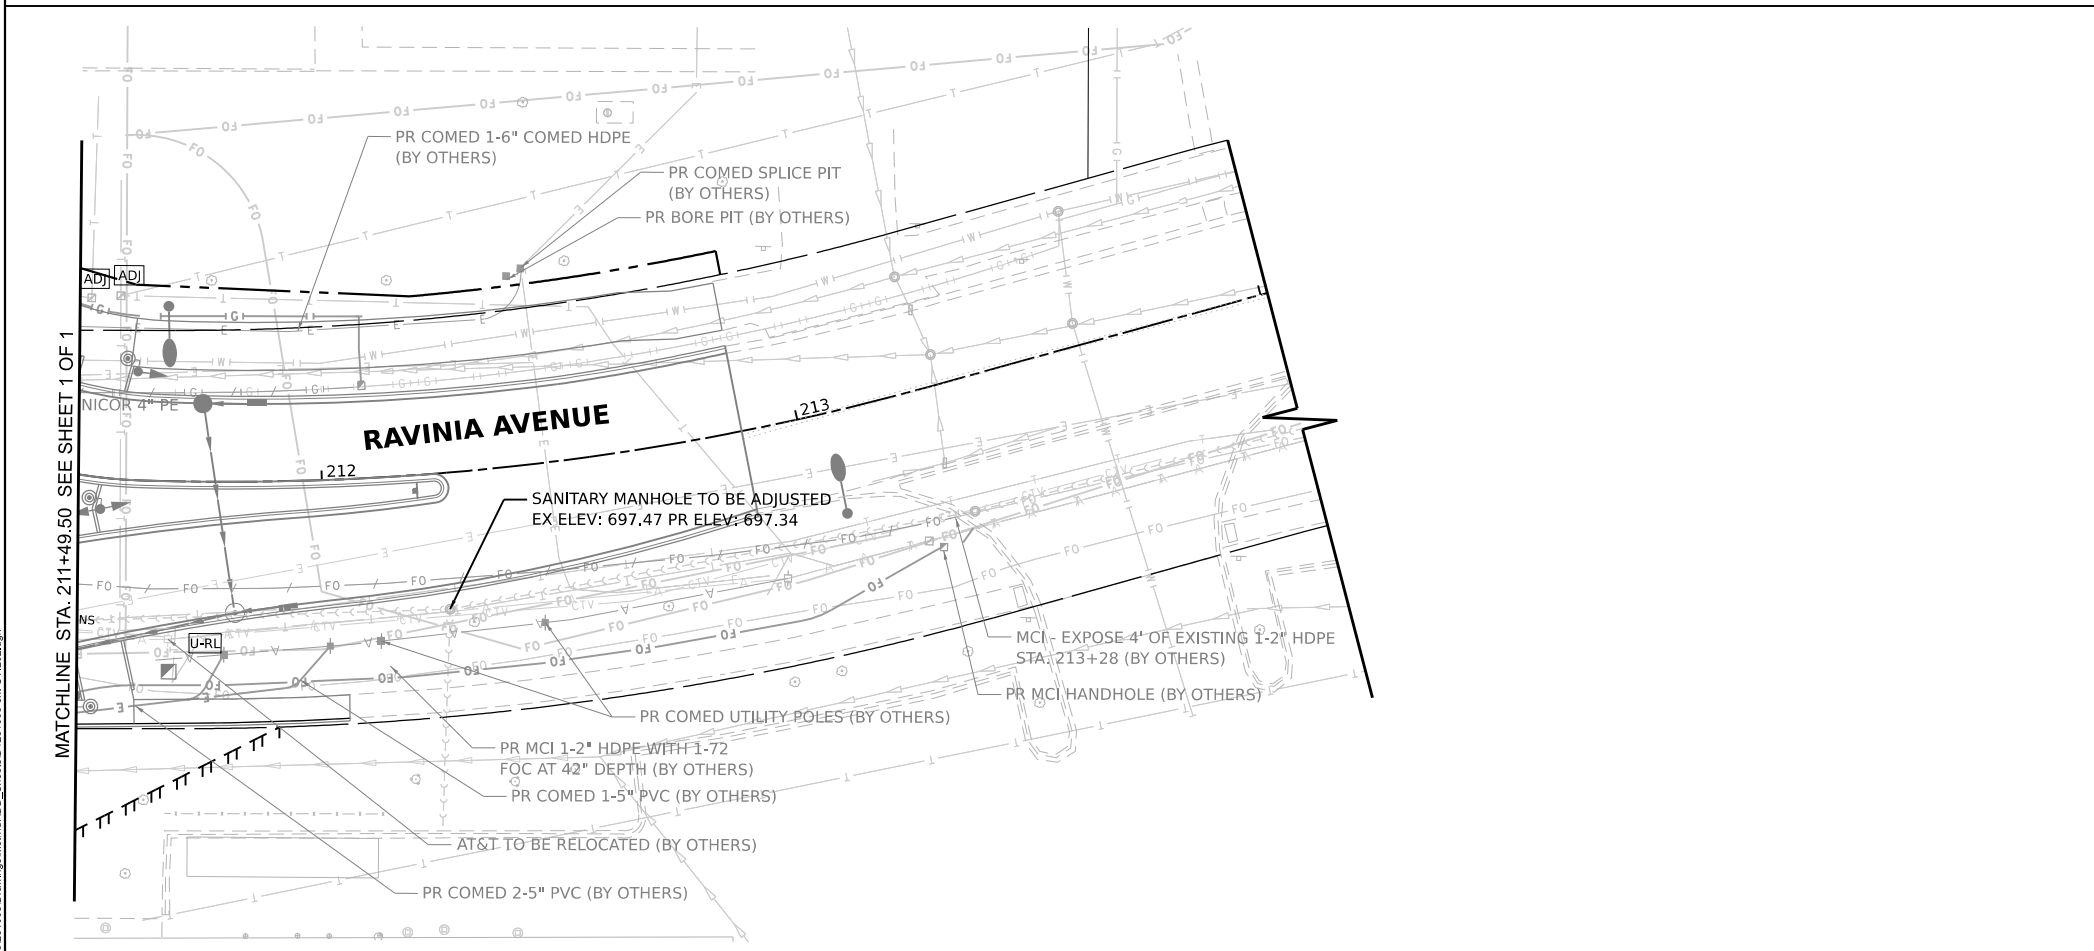 PR COMED 1-6" COMED HDPE
(BY OTHERS)
PR COMED SPLICE PIT
(BY OTHERS)
PR BORE PIT (BY OTHERS)
ADJ
ADJ
MATCHLINE STA. 211+49.50 SEE SHEET 1 OF 1
NICOR 4" PE
RAVINIA AVENUE
213
212
SANITARY MANHOLE TO BE ADJUSTED
EX ELEV: 697.47 PR ELEV: 697.34
NS
U-RL
MCI - EXPOSE 4' OF EXISTING 1-2" HDPE
STA. 213+28 (BY OTHERS)
PR MCI HANDHOLE (BY OTHERS)
PR COMED UTILITY POLES (BY OTHERS)
PR MCI 1-2" HDPE WITH 1-72
FOC AT 42" DEPTH (BY OTHERS)
PR COMED 1-5" PVC (BY OTHERS)
AT&T TO BE RELOCATED (BY OTHERS)
PR COMED 2-5" PVC (BY OTHERS)